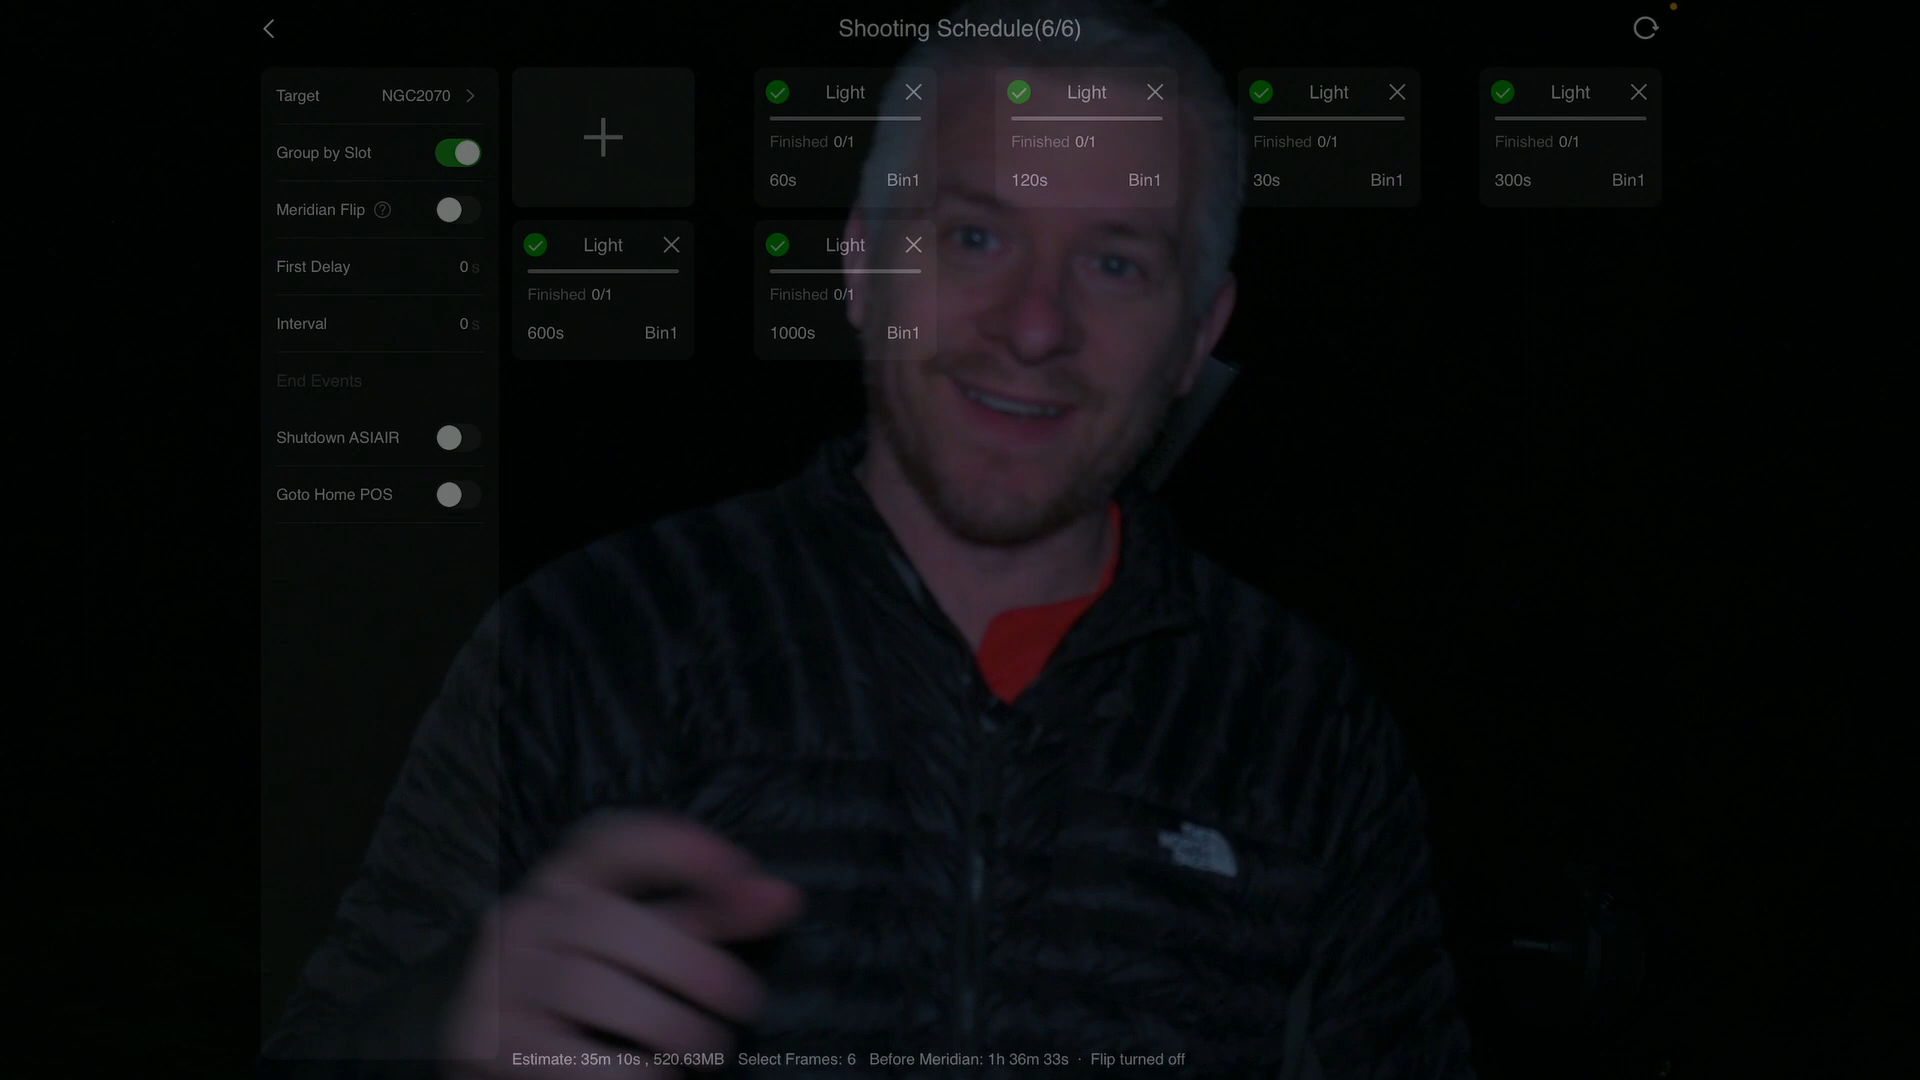 Shooting Schedule(6/6)
Target NGC2070
Group by Slot
Meridian Flip ?
First Delay 0 s
Interval 0 s
End Events
Shutdown ASIAIR
Goto Home POS
Light
Finished 0/1
60s Bin1
Light
Finished 0/1
120s Bin1
Light
Finished 0/1
30s Bin1
Light
Finished 0/1
300s Bin1
Light
Finished 0/1
600s Bin1
Light
Finished 0/1
1000s Bin1
Estimate: 35m 10s , 520.63MB Select Frames: 6 Before Meridian: 1h 36m 33s · Flip turned off